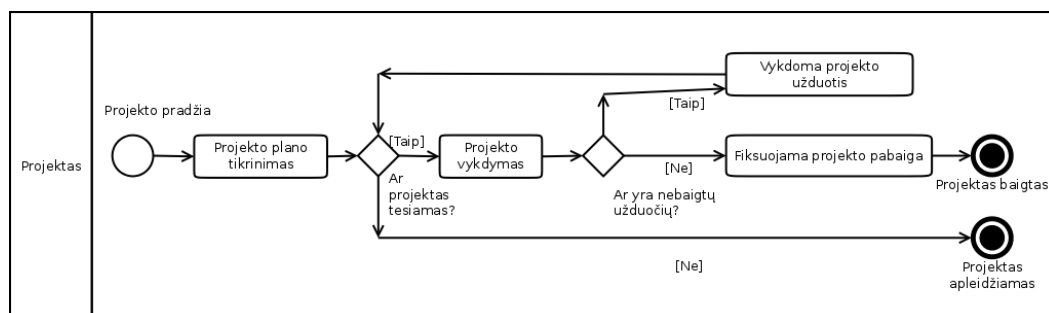 Projektas
Projekto pradžia
Projekto plano
tikrinimas
[Taip]
Ar
projektas
tesiamas?
Projekto
vykdymas
Vykdoma projekto
užduotis
[Taip]
[Ne]
Ar yra nebaigtų
užduočių?
Fiksuojama projekto pabaiga
Projektas baigtas
[Ne]
Projektas
apleidžiamas